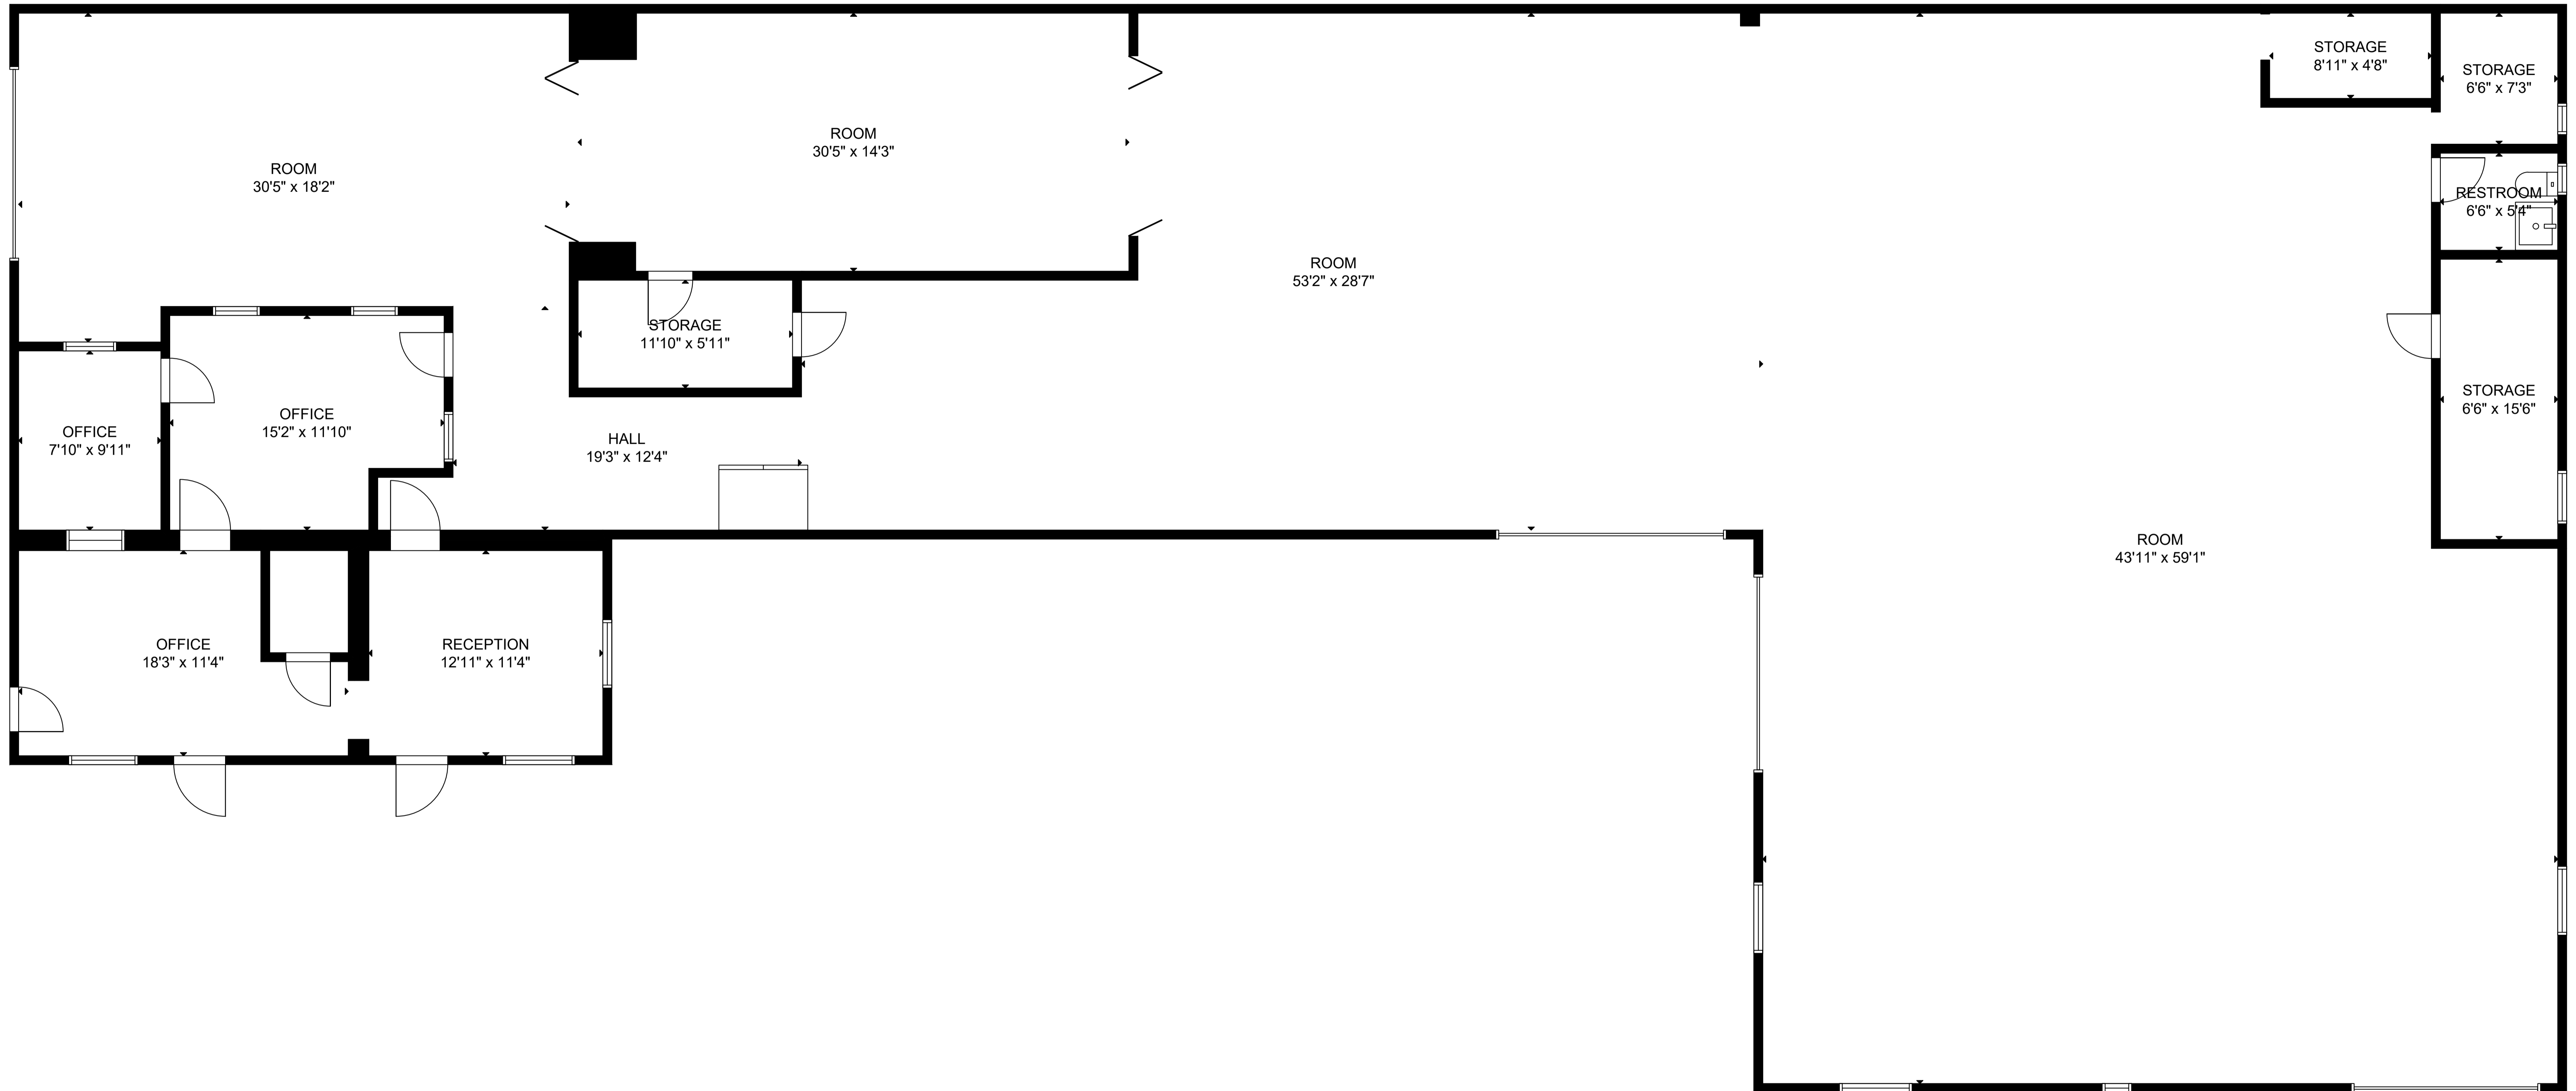 STORAGE
8'11" x 4'8"
STORAGE
6'6" x 7'3"
ROOM
30'5" x 14'3"
ROOM
30'5" x 18'2"
RESTROOM
6'6" x 5'4"
ROOM
53'2" x 28'7"
STORAGE
11'10" x 5'11"
STORAGE
6'6" x 15'6"
OFFICE
15'2" x 11'10"
OFFICE
7'10" x 9'11"
HALL
19'3" x 12'4"
ROOM
43'11" x 59'1"
OFFICE
18'3" x 11'4"
RECEPTION
12'11" x 11'4"